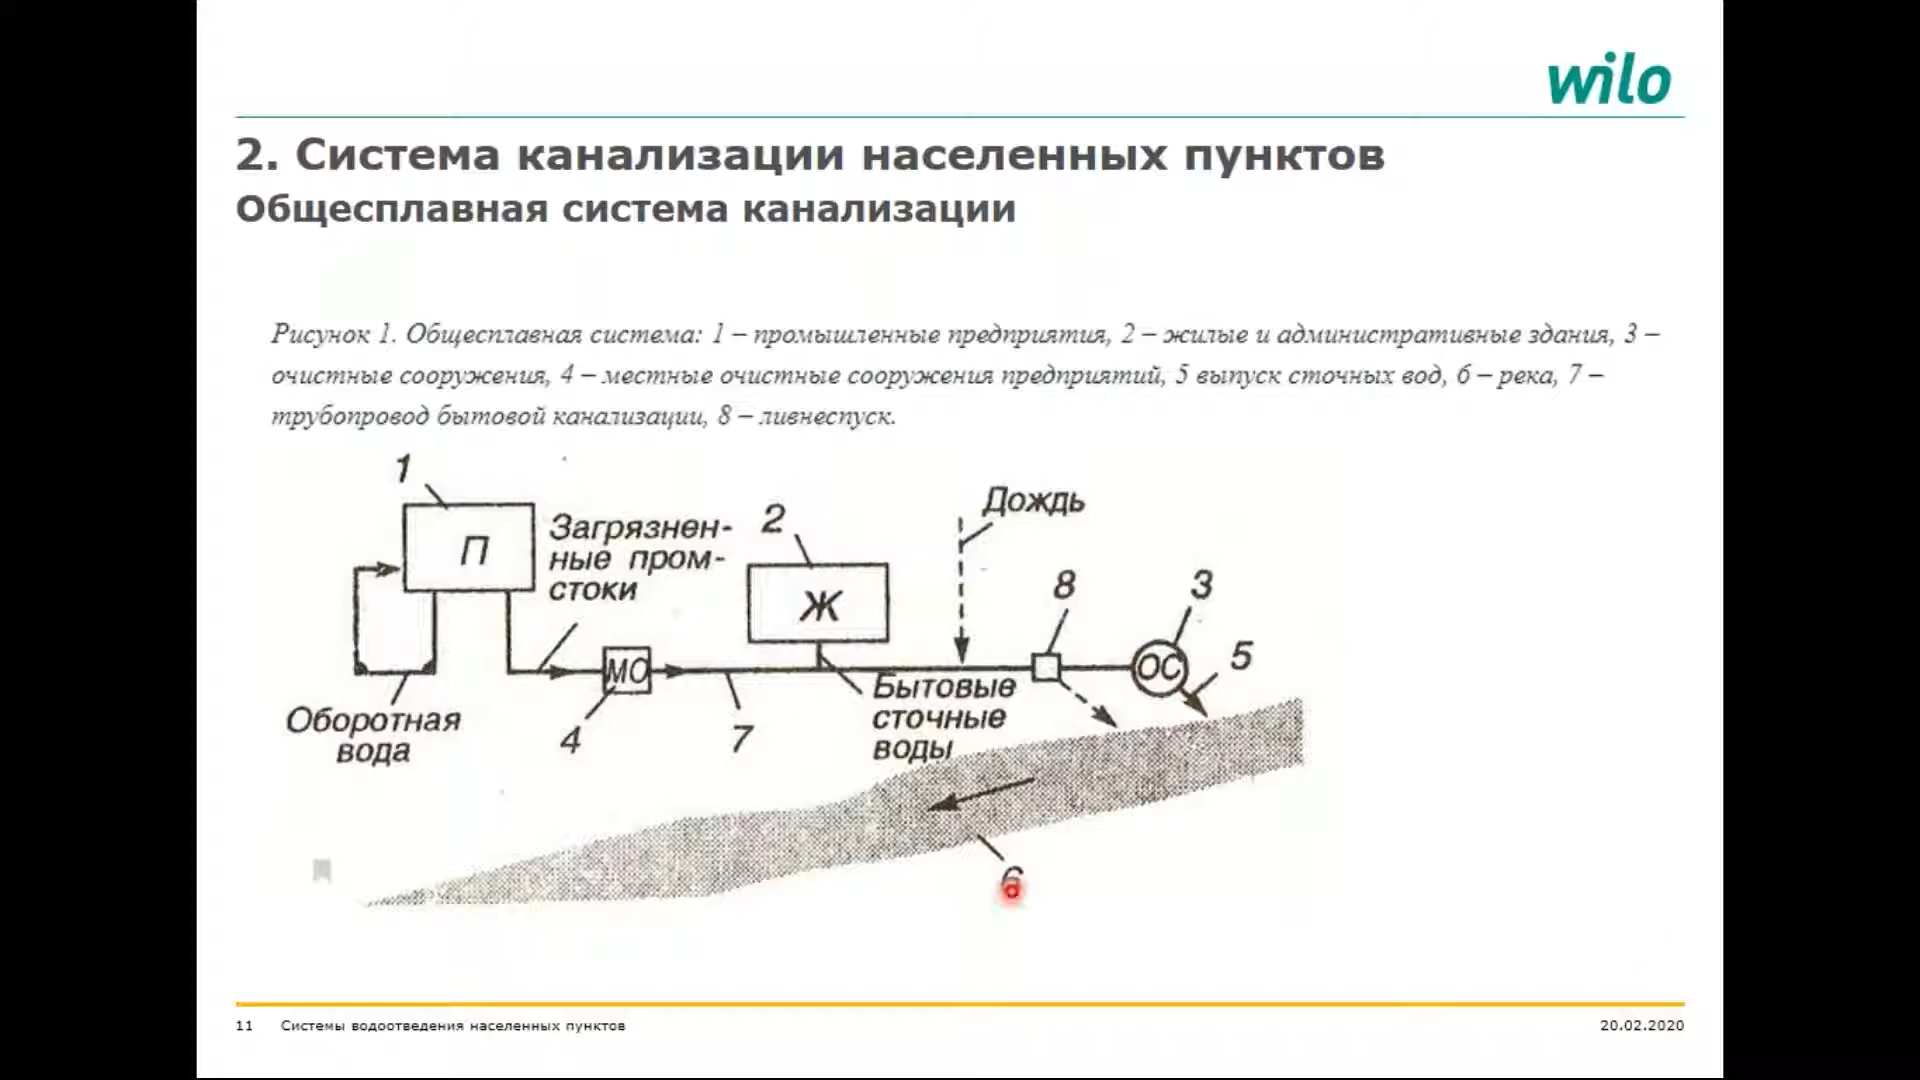 wilo
2. Система канализации населенных пунктов
Общесплавная система канализации
Рисунок 1. Общесплавная система: 1 – промышленные предприятия, 2 – жилые и административные здания, 3 –
очистные сооружения, 4 – местные очистные сооружения предприятий, 5 выпуск сточных вод, 6 – река, 7 –
трубопровод бытовой канализации, 8 – ливнеспуск.
1
П
Загрязнен-
ные пром-
стоки
2
Ж
Дождь
8
3
МО
ОС
5
Оборотная
вода
4
7
Бытовые
сточные
воды
6
11 Системы водоотведения населенных пунктов
20.02.2020